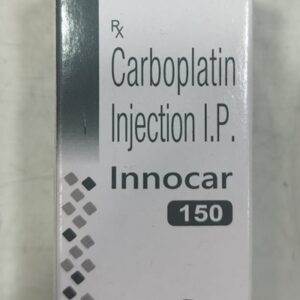 Rx
Carboplatin
Injection I.P.
Innocar
150